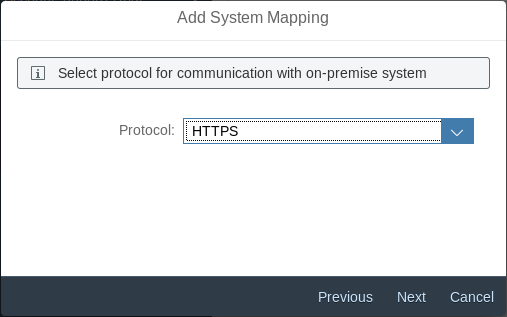 Add System Mapping
Select protocol for communication with on-premise system
Protocol: HTTPS
Previous Next Cancel